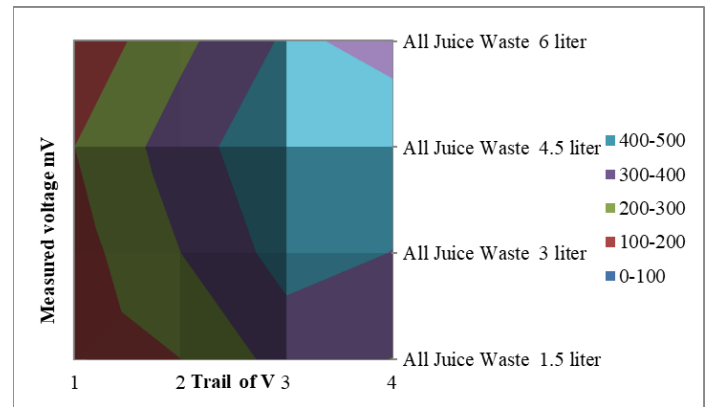 All Juice Waste 6 liter
All Juice Waste 4.5 liter
All Juice Waste 3 liter
All Juice Waste 1.5 liter
Measured voltage mV
1
2
Trail of V
3
4
400-500
300-400
200-300
100-200
0-100